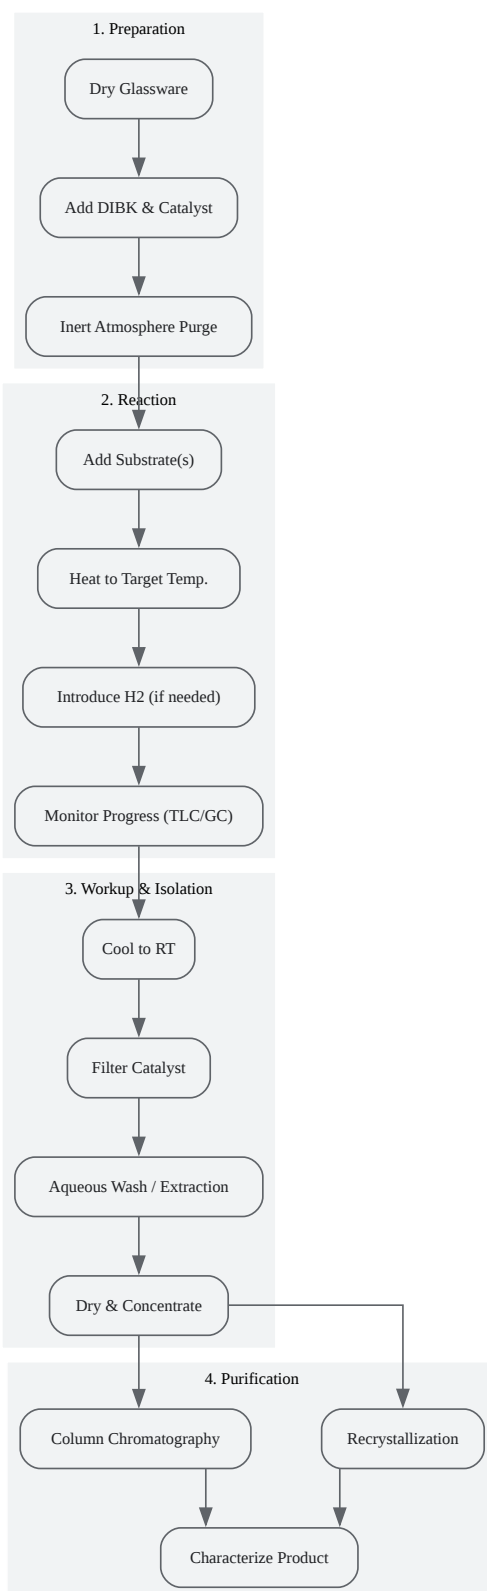 1. Preparation
Dry Glassware
Add DIBK & Catalyst
Inert Atmosphere Purge
2. Reaction
Add Substrate(s)
Heat to Target Temp.
Introduce H2 (if needed)
Monitor Progress (TLC/GC)
3. Workup & Isolation
Cool to RT
Filter Catalyst
Aqueous Wash / Extraction
Dry & Concentrate
4. Purification
Column Chromatography
Recrystallization
Characterize Product